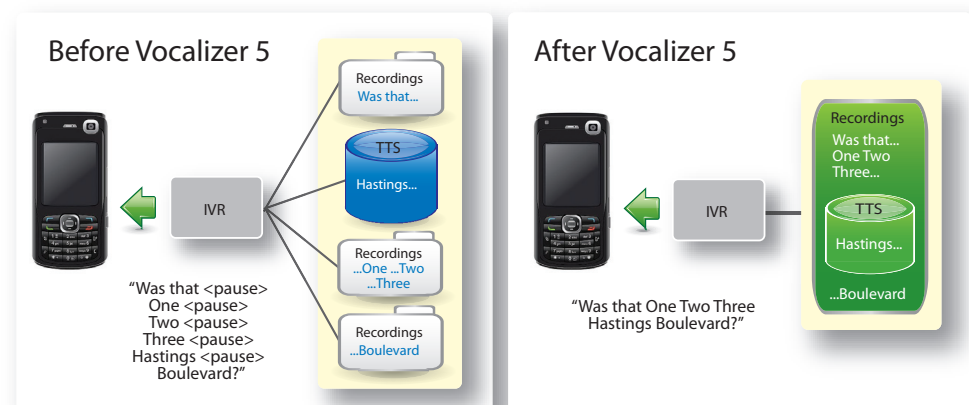 Before Vocalizer 5
Recordings
Was that...
TTS
Hastings...
IVR
Recordings
...One ...Two
...Three
Recordings
...Boulevard
“Was that <pause>
One <pause>
Two <pause>
Three <pause>
Hastings <pause>
Boulevard?”
After Vocalizer 5
Recordings
Was that...
One Two
Three...
TTS
Hastings...
...Boulevard
IVR
“Was that One Two Three
Hastings Boulevard?”